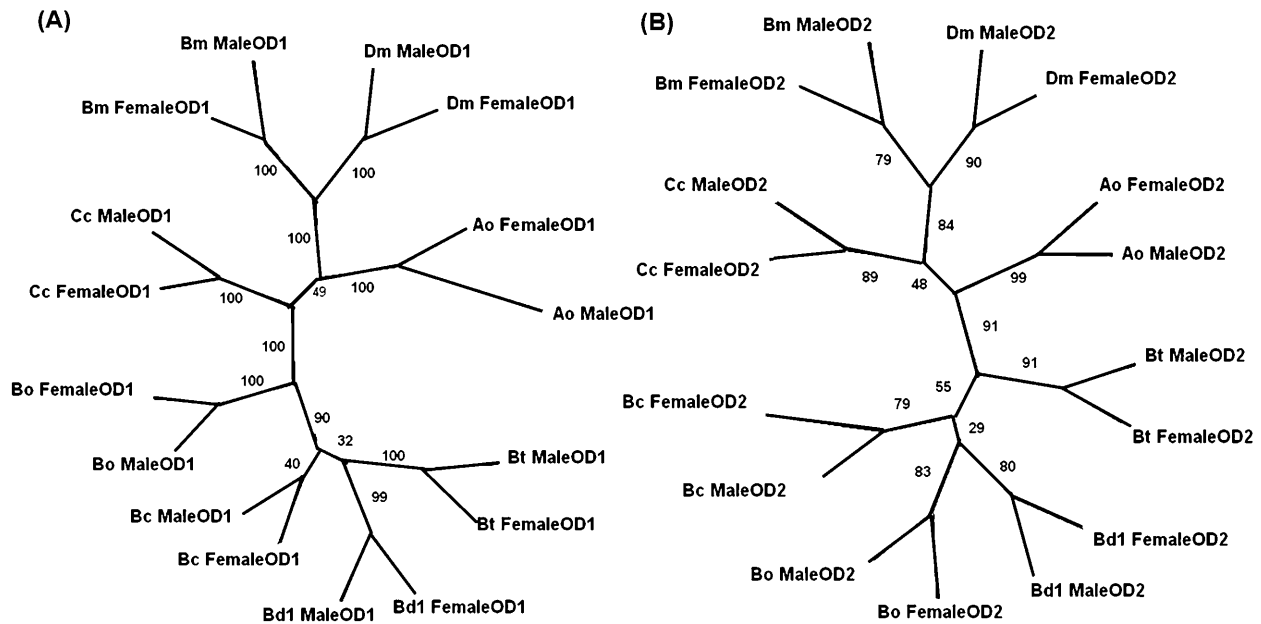 (A)
Bm MaleOD1
Dm MaleOD1
Bm FemaleOD1
Dm FemaleOD1
100
100
Cc MaleOD1
100
Ao FemaleOD1
Cc FemaleOD1
100
49
100
Ao MaleOD1
100
Bo FemaleOD1
100
90
Bo MaleOD1
32
40
100
Bt MaleOD1
99
Bc MaleOD1
Bt FemaleOD1
Bc FemaleOD1
Bd1 MaleOD1
Bd1 FemaleOD1
(B)
Bm MaleOD2
Dm MaleOD2
Bm FemaleOD2
Dm FemaleOD2
79
90
Cc MaleOD2
Ao FemaleOD2
84
Ao MaleOD2
Cc FemaleOD2
89
48
99
91
Bt MaleOD2
91
55
Bc FemaleOD2
79
29
Bt FemaleOD2
Bc MaleOD2
83
80
Bd1 FemaleOD2
Bo MaleOD2
Bd1 MaleOD2
Bo FemaleOD2